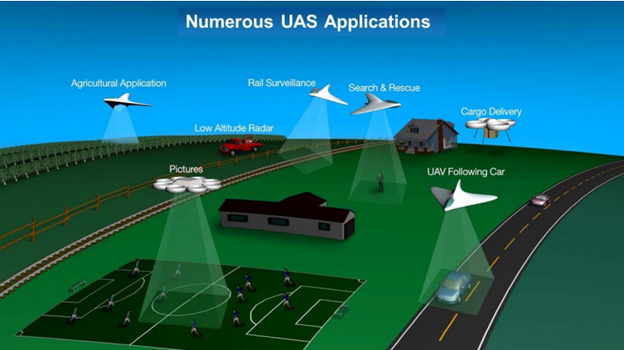 Numerous UAS Applications
Agricultural Application
Rail Surveillance
Search & Rescue
Cargo Delivery
Low Altitude Radar
Pictures
UAV Following Car